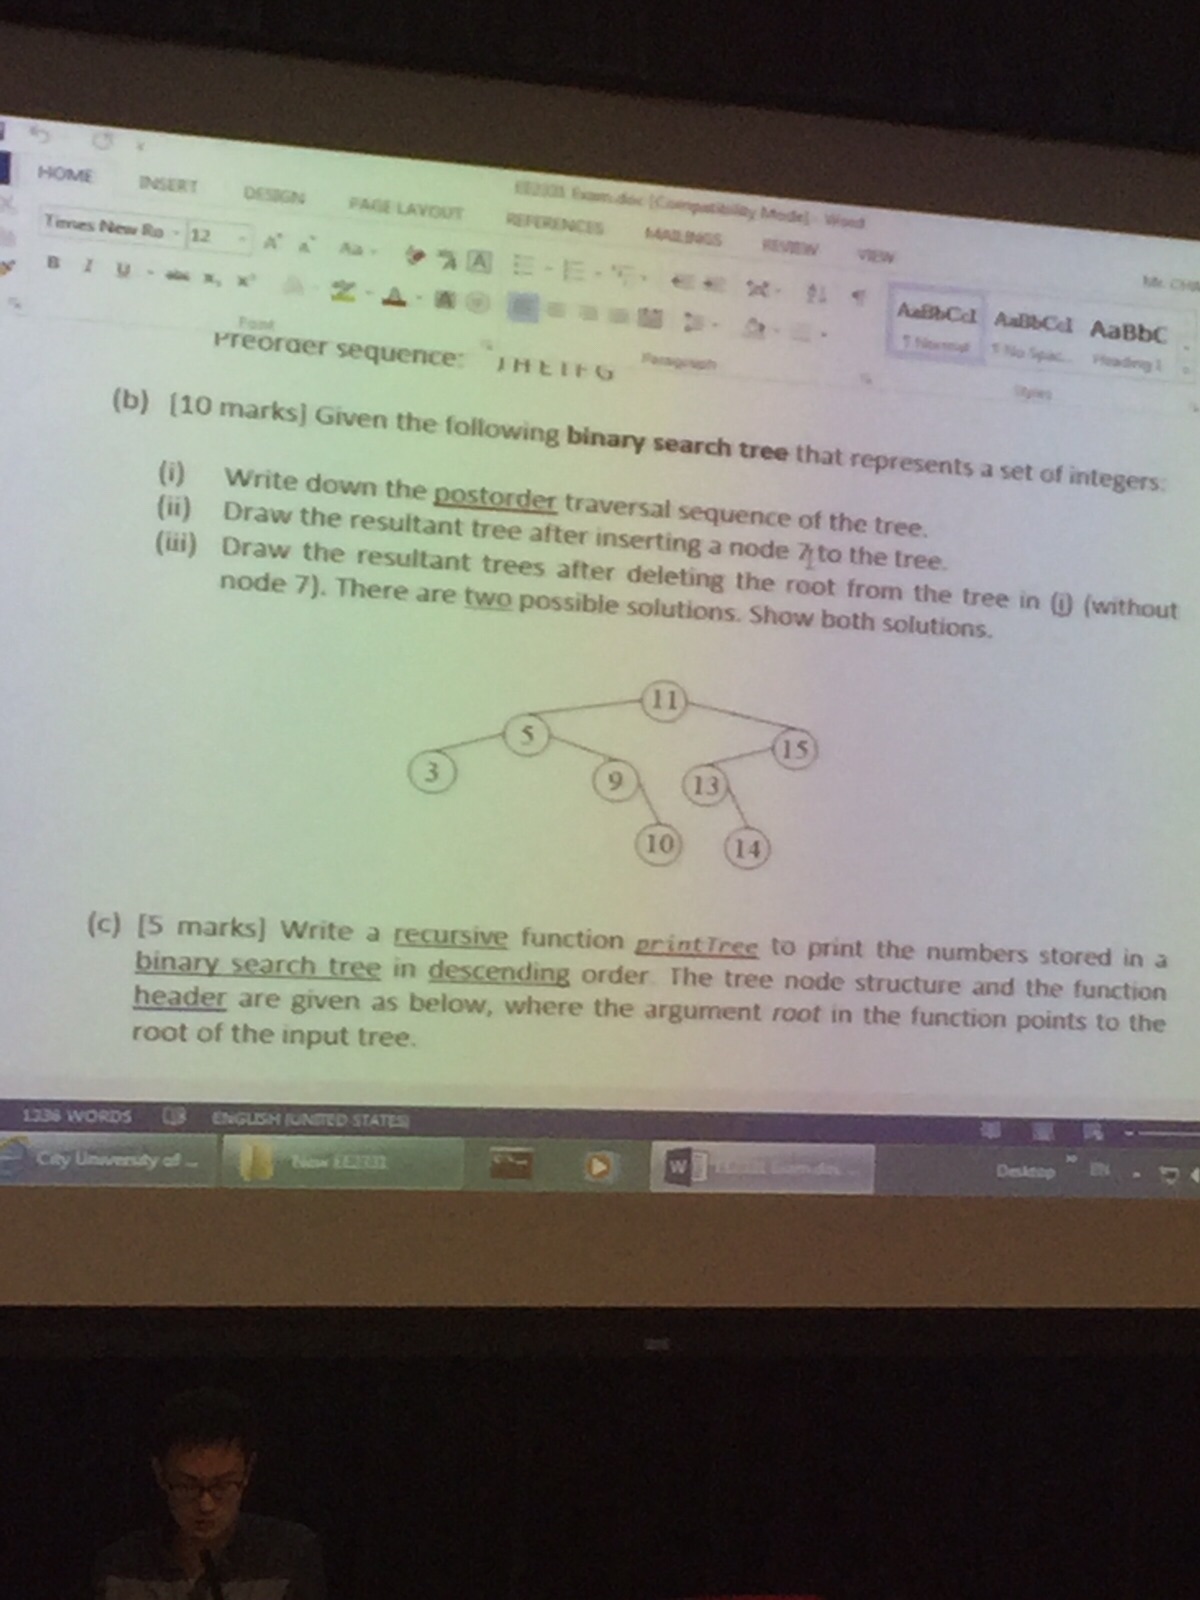 EE2331 Exam.doc [Compatibility Mode] - Word
HOME INSERT DESIGN PAGE LAYOUT REFERENCES MAILINGS REVIEW VIEW
Times New Ro 12
Mr. CHA
B I U abc x₂ x²
AaBbCcI AaBbCcI AaBbC
¶ Normal ¶ No Spac... Heading 1
Font Paragraph Styles
Preorder sequence:
(b) [10 marks] Given the following binary search tree that represents a set of integers:
(i) Write down the postorder traversal sequence of the tree.
(ii) Draw the resultant tree after inserting a node 7 to the tree.
(iii) Draw the resultant trees after deleting the root from the tree in (i) (without
node 7). There are two possible solutions. Show both solutions.
11
5
15
3
9
13
10
14
(c) [5 marks] Write a recursive function printTree to print the numbers stored in a
binary search tree in descending order. The tree node structure and the function
header are given as below, where the argument root in the function points to the
root of the input tree.
1336 WORDS ENGLISH (UNITED STATES)
City University of ... New EE2331 Desktop EN